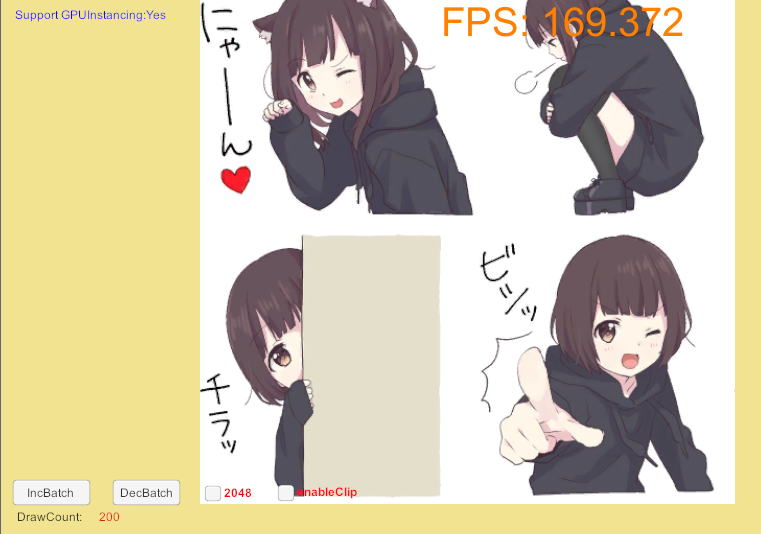 Support GPUInstancing:Yes
FPS: 169.372
にゃーん
ビシッ
チラッ
2048
enableClip
IncBatch
DecBatch
DrawCount: 200